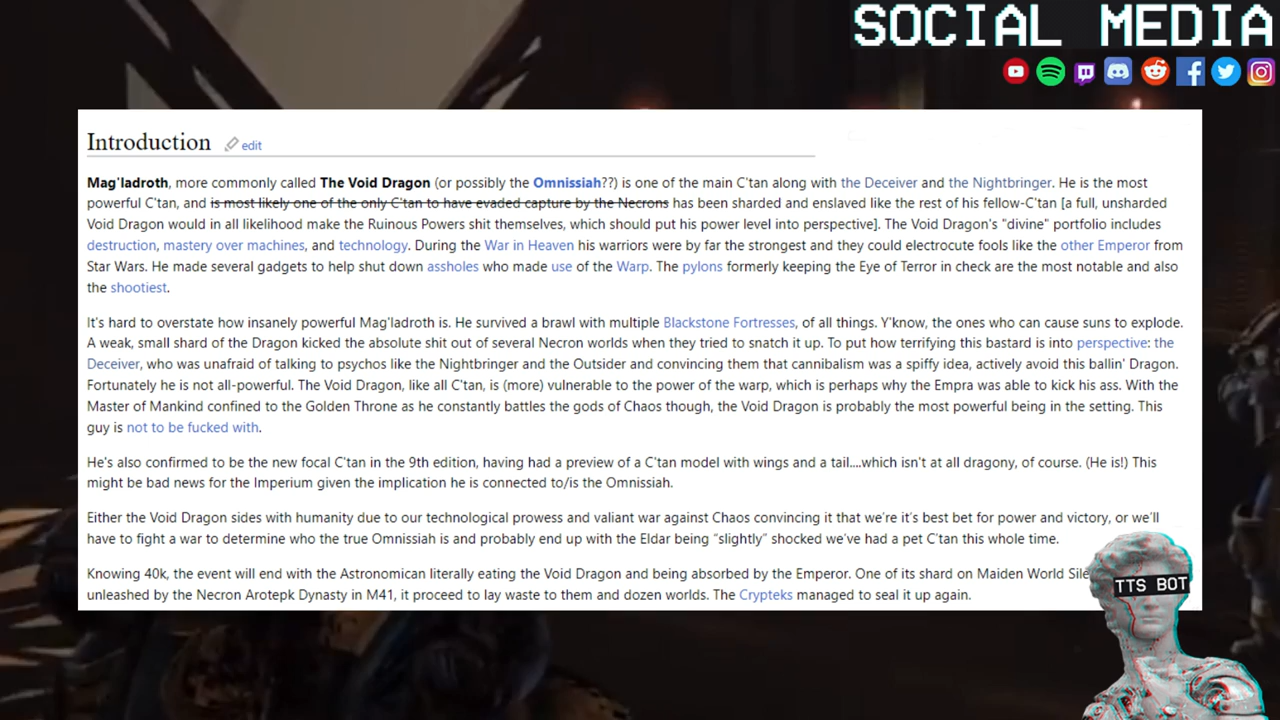 SOCIAL MEDIA
Introduction edit
Mag'ladroth, more commonly called The Void Dragon (or possibly the Omnissiah??) is one of the main C'tan along with the Deceiver and the Nightbringer. He is the most
powerful C'tan, and is most likely one of the only C'tan to have evaded capture by the Necrons has been sharded and enslaved like the rest of his fellow-C'tan [a full, unsharded
Void Dragon would in all likelihood make the Ruinous Powers shit themselves, which should put his power level into perspective]. The Void Dragon's "divine" portfolio includes
destruction, mastery over machines, and technology. During the War in Heaven his warriors were by far the strongest and they could electrocute fools like the other Emperor from
Star Wars. He made several gadgets to help shut down assholes who made use of the Warp. The pylons formerly keeping the Eye of Terror in check are the most notable and also
the shootiest.
It's hard to overstate how insanely powerful Mag'ladroth is. He survived a brawl with multiple Blackstone Fortresses, of all things. Y'know, the ones who can cause suns to explode.
A weak, small shard of the Dragon kicked the absolute shit out of several Necron worlds when they tried to snatch it up. To put how terrifying this bastard is into perspective: the
Deceiver, who was unafraid of talking to psychos like the Nightbringer and the Outsider and convincing them that cannibalism was a spiffy idea, actively avoid this ballin' Dragon.
Fortunately he is not all-powerful. The Void Dragon, like all C'tan, is (more) vulnerable to the power of the warp, which is perhaps why the Empra was able to kick his ass. With the
Master of Mankind confined to the Golden Throne as he constantly battles the gods of Chaos though, the Void Dragon is probably the most powerful being in the setting. This
guy is not to be fucked with.
He's also confirmed to be the new focal C'tan in the 9th edition, having had a preview of a C'tan model with wings and a tail....which isn't at all dragony, of course. (He is!) This
might be bad news for the Imperium given the implication he is connected to/is the Omnissiah.
Either the Void Dragon sides with humanity due to our technological prowess and valiant war against Chaos convincing it that we're it's best bet for power and victory, or we'll
have to fight a war to determine who the true Omnissiah is and probably end up with the Eldar being “slightly” shocked we've had a pet C'tan this whole time.
Knowing 40k, the event will end with the Astronomican literally eating the Void Dragon and being absorbed by the Emperor. One of its shard on Maiden World
unleashed by the Necron Arotepk Dynasty in M41, it proceed to lay waste to them and dozen worlds. The Crypteks managed to seal it up again.
TTS BOT